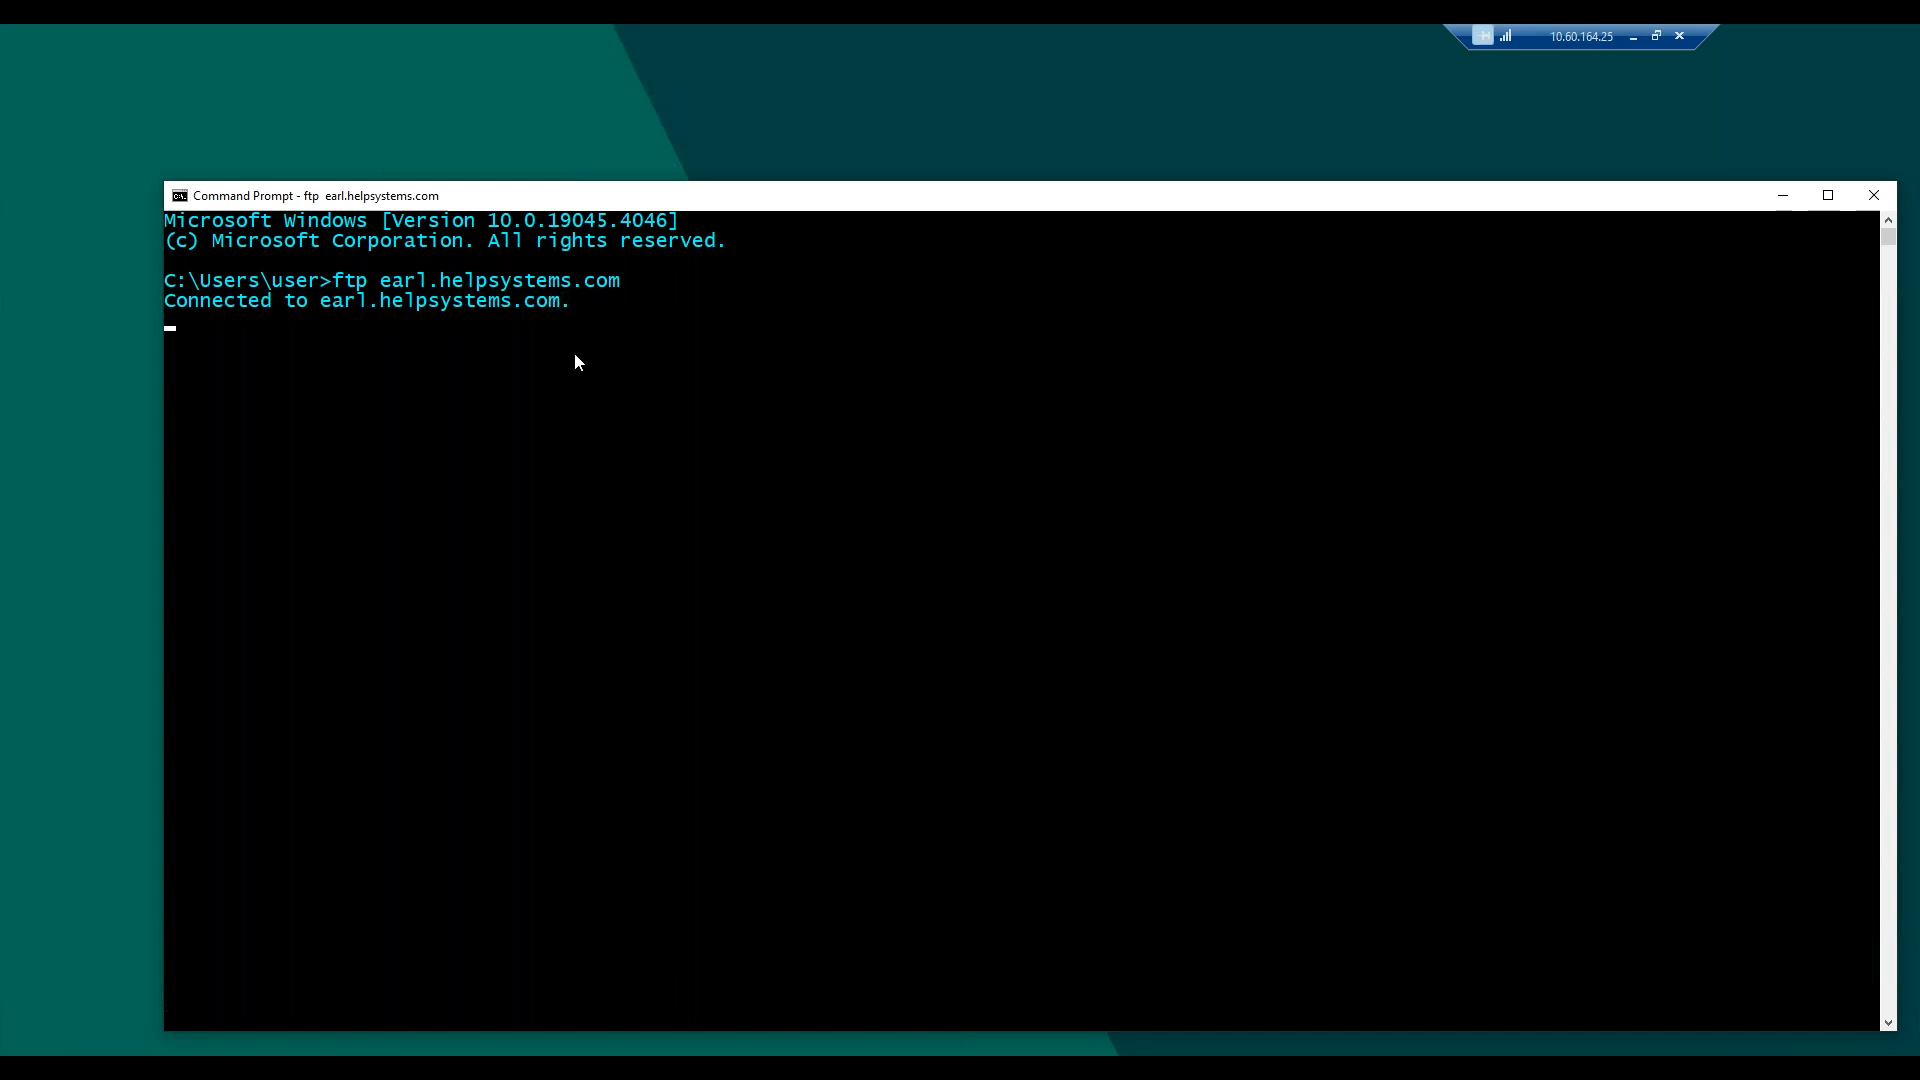 10.60.164.25
Command Prompt - ftp  earl.helpsystems.com
Microsoft Windows [Version 10.0.19045.4046]
(c) Microsoft Corporation. All rights reserved.
C:\Users\user>ftp earl.helpsystems.com
Connected to earl.helpsystems.com.